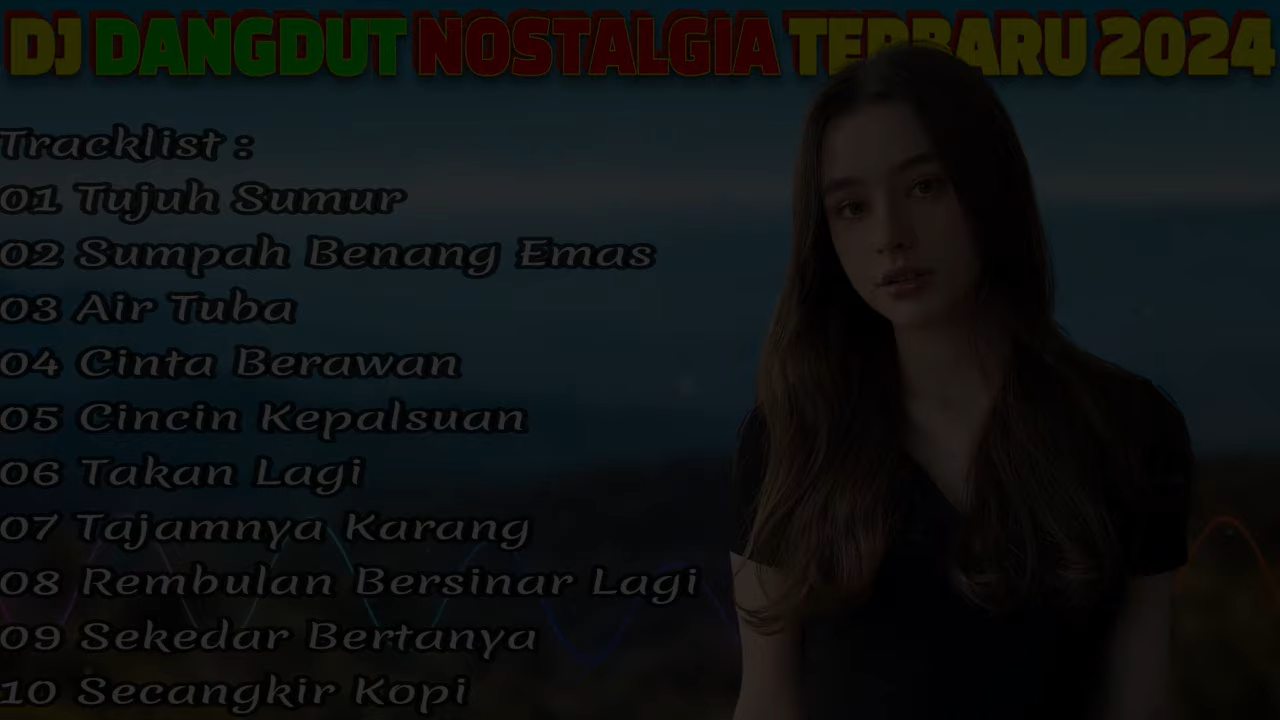 DJ DANGDUT NOSTALGIA TERBARU 2024
Tracklist :
01 Tujuh Sumur
02 Sumpah Benang Emas
03 Air Tuba
04 Cinta Berawan
05 Cincin Kepalsuan
06 Takan Lagi
07 Tajamnya Karang
08 Rembulan Bersinar Lagi
09 Sekedar Bertanya
10 Secangkir Kopi